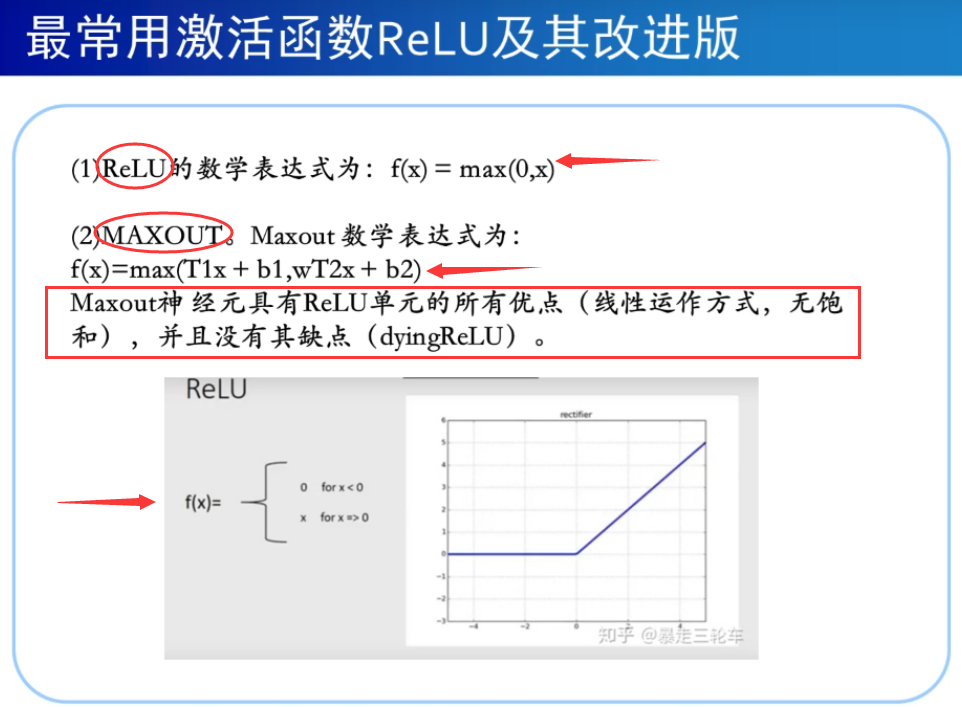 最常用激活函数ReLU及其改进版
(1)ReLU的数学表达式为：f(x) = max(0,x)
(2)MAXOUT。Maxout 数学表达式为：
f(x)=max(T1x + b1,wT2x + b2)
Maxout神 经元具有ReLU单元的所有优点（线性运作方式，无饱
和），并且没有其缺点（dyingReLU）。
ReLU
rectifier
f(x)=
0 for x < 0
x for x => 0
6
5
4
3
2
1
0
−1
−2
−3
−4 −2 0 2 4
知乎 @暴走三轮车